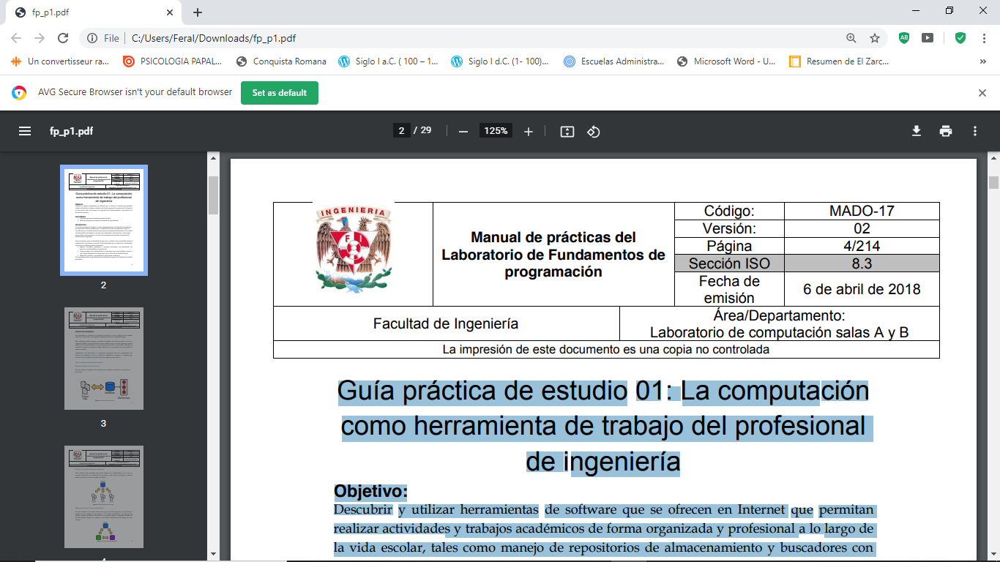 fp_p1.pdf
File
C:/Users/Feral/Downloads/fp_p1.pdf
AB
Un convertisseur ra...
PSICOLOGIA PAPAL...
Conquista Romana
Siglo I a.C. ( 100 – 1...
Siglo I d.C. (1- 100)...
Escuelas Administra...
Microsoft Word - U...
Resumen de El Zarc...
»
AVG Secure Browser isn't your default browser
Set as default
fp_p1.pdf
2 / 29
125%
2
3
INGENIERIA
F I
Manual de prácticas del
Laboratorio de Fundamentos de
programación
Código: MADO-17
Versión: 02
Página 4/214
Sección ISO 8.3
Fecha de
emisión
6 de abril de 2018
Facultad de Ingeniería
Área/Departamento:
Laboratorio de computación salas A y B
La impresión de este documento es una copia no controlada
Guía práctica de estudio 01: La computación
como herramienta de trabajo del profesional
de ingeniería
Objetivo:
Descubrir y utilizar herramientas de software que se ofrecen en Internet que permitan
realizar actividades y trabajos académicos de forma organizada y profesional a lo largo de
la vida escolar, tales como manejo de repositorios de almacenamiento y buscadores con